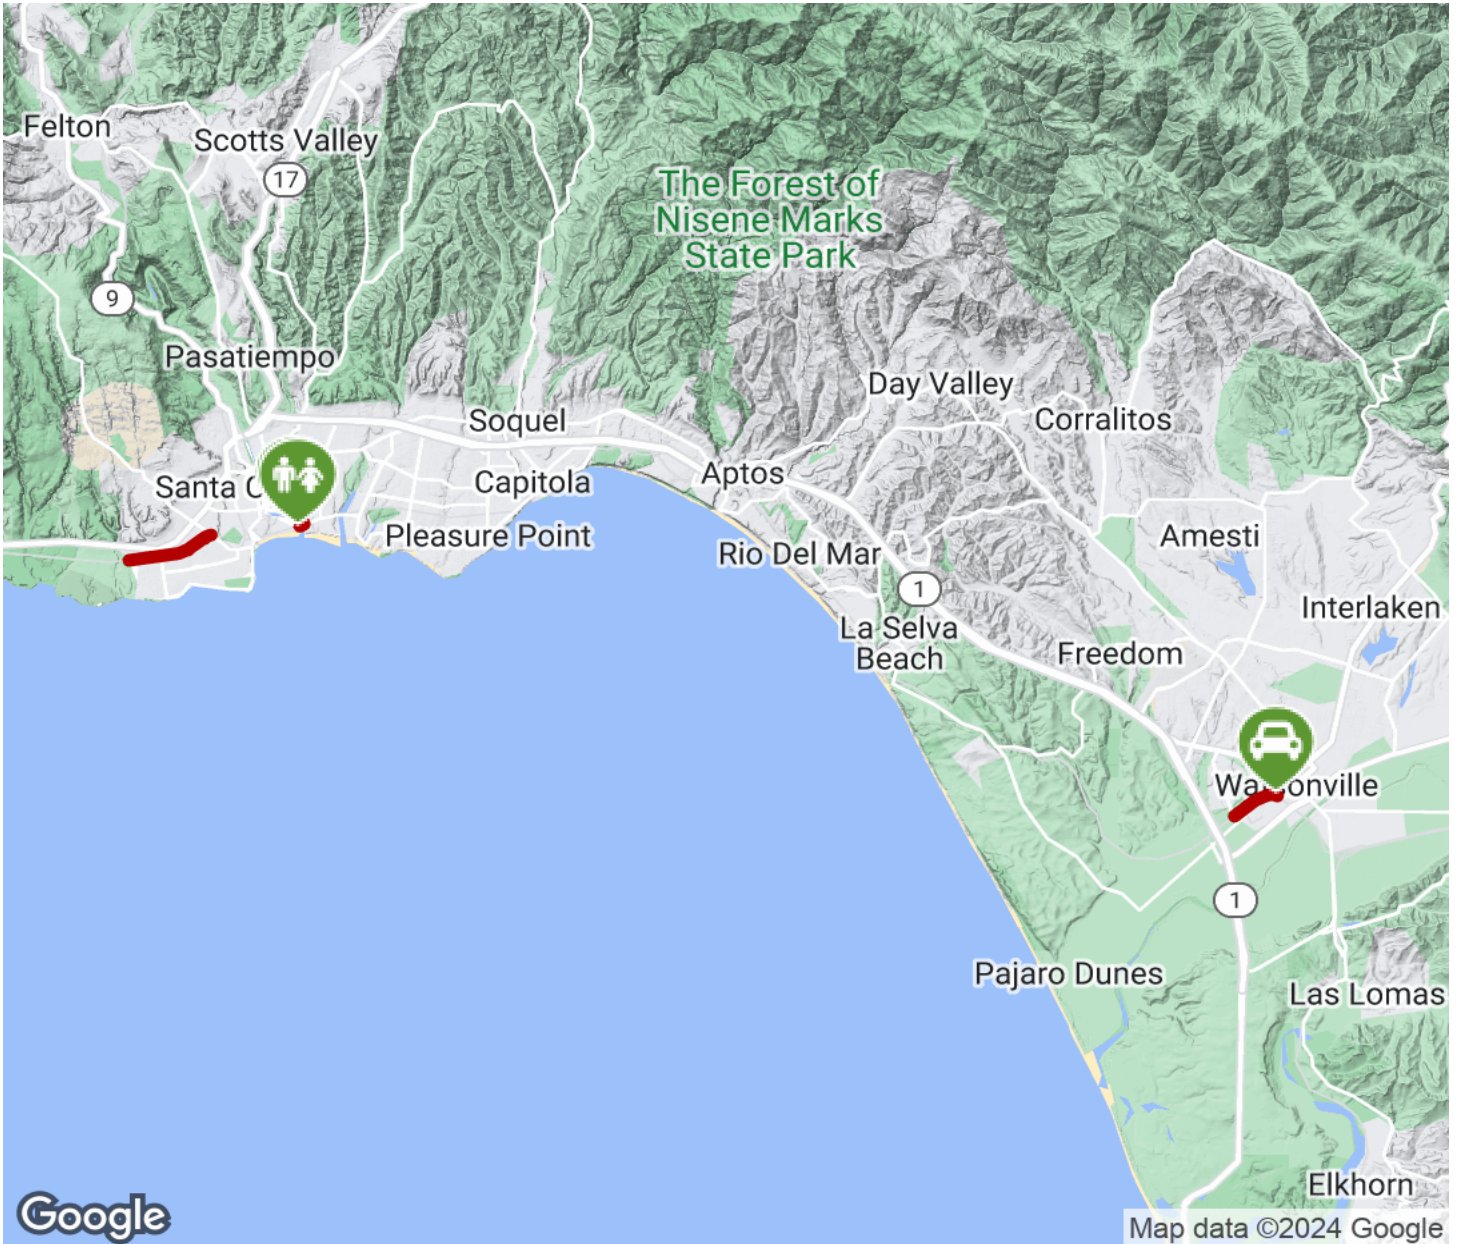 Felton
Scotts Valley
17
The Forest of
Nisene Marks
State Park
9
Pasatiempo
Day Valley
Corralitos
Soquel
Santa C
Capitola
Aptos
Pleasure Point
Rio Del Mar
Amesti
1
Interlaken
La Selva
Beach
Freedom
Wa sonville
1
Pajaro Dunes
Las Lomas
Elkhorn
Google
Map data ©2024 Google